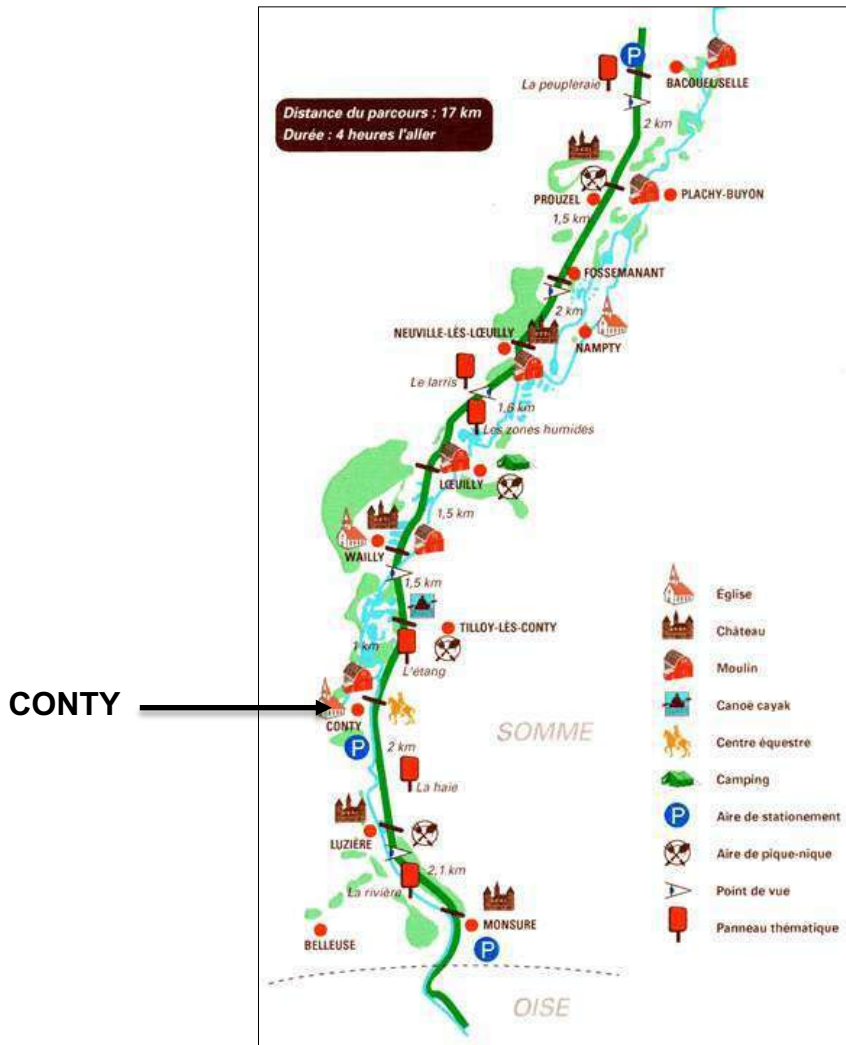 La peupleraie
P
BACQUEL/SELLE
Distance du parcours : 17 km
Durée : 4 heures l'aller
2 km
PROUZEL
PLACHY-BUYON
1,5 km
FOSSEMANANT
2 km
NEUVILLE-LÈS-LŒUILLY
NAMPTY
Le larris
1,6 km
Les zones humides
LŒUILLY
1,5 km
WAILLY
1,5 km
TILLOY-LÈS-CONTY
1 km
L'étang
CONTY
CONTY
P
2 km
SOMME
La haie
LUZIÈRE
2,1 km
La rivière
MONSURE
BELLEUSE
P
OISE
Église
Château
Moulin
Canoë cayak
Centre équestre
Camping
P
Aire de stationement
Aire de pique-nique
Point de vue
Panneau thématique